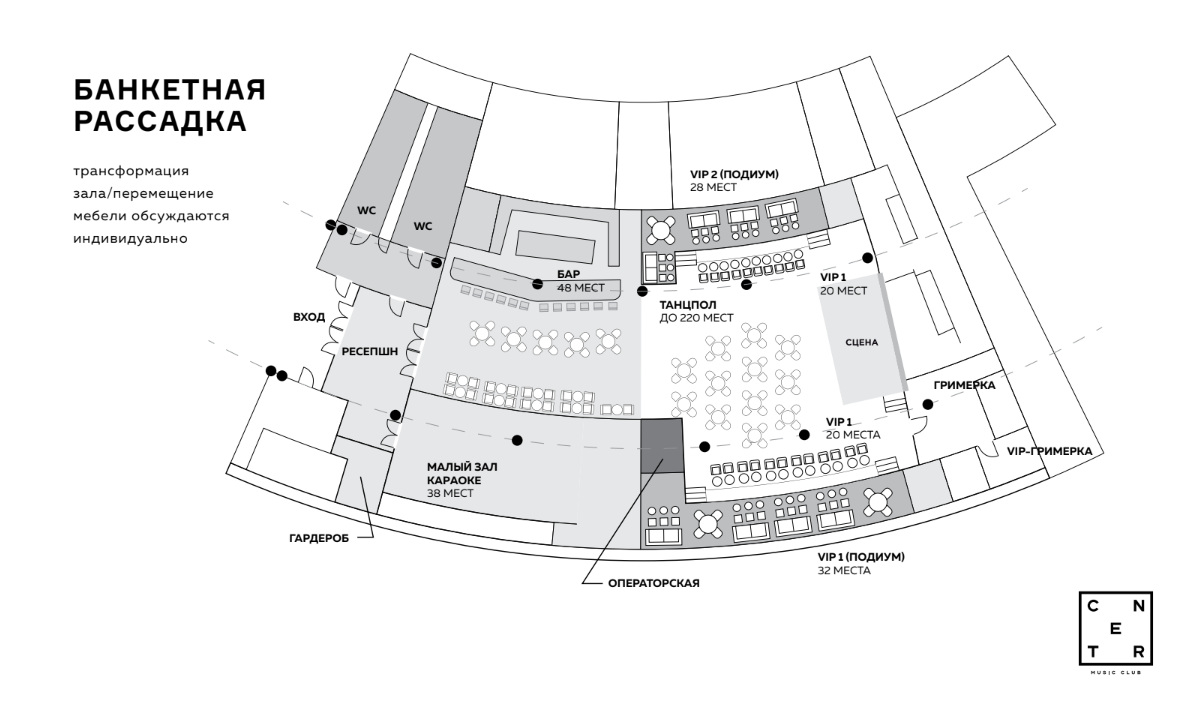 БАНКЕТНАЯ
РАССАДКА
трансформация
зала/перемещение
мебели обсуждаются
индивидуально
VIP 2 (ПОДИУМ)
28 МЕСТ
WC
WC
БАР
48 МЕСТ
VIP 1
20 МЕСТ
ТАНЦПОЛ
ДО 220 МЕСТ
ВХОД
РЕСЕПШН
СЦЕНА
ГРИМЕРКА
VIP 1
20 МЕСТА
VIP-ГРИМЕРКА
МАЛЫЙ ЗАЛ
КАРАОКЕ
38 МЕСТ
ГАРДЕРОБ
VIP 1 (ПОДИУМ)
32 МЕСТА
ОПЕРАТОРСКАЯ
C N
E
T R
MUSIC CLUB